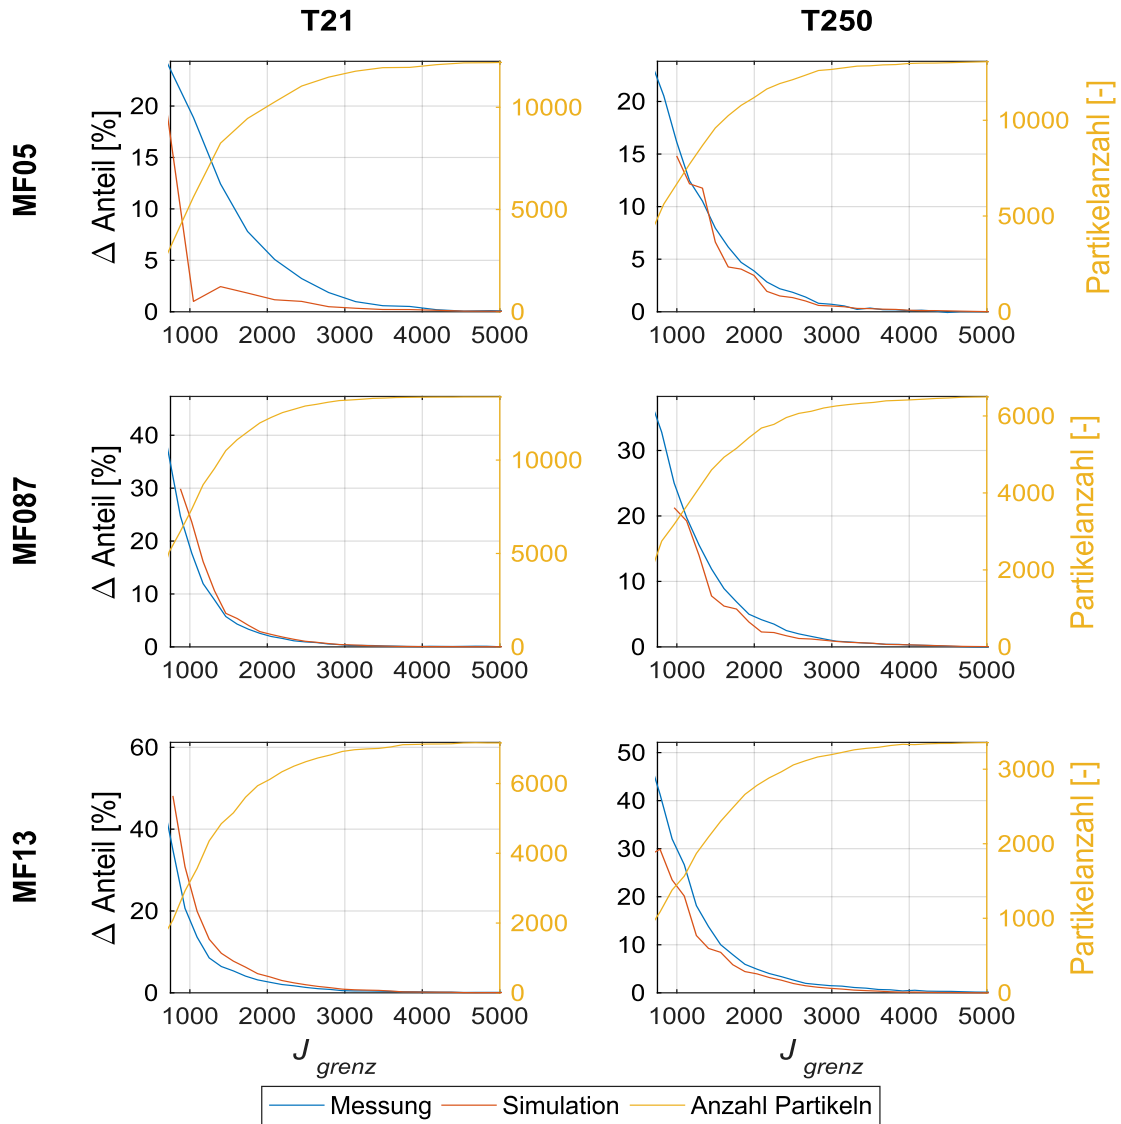 T21 T250
MF05
Δ Anteil [%]
20
15
10
5
0
10000
5000
0
1000 2000 3000 4000 5000
20
15
10
5
0
10000
5000
0
Partikelanzahl [-]
1000 2000 3000 4000 5000
MF087
Δ Anteil [%]
40
30
20
10
0
10000
5000
0
1000 2000 3000 4000 5000
30
20
10
0
6000
4000
2000
0
Partikelanzahl [-]
1000 2000 3000 4000 5000
MF13
Δ Anteil [%]
60
40
20
0
6000
4000
2000
0
1000 2000 3000 4000 5000
J grenz
50
40
30
20
10
0
3000
2000
1000
0
Partikelanzahl [-]
1000 2000 3000 4000 5000
J grenz
Messung Simulation Anzahl Partikeln